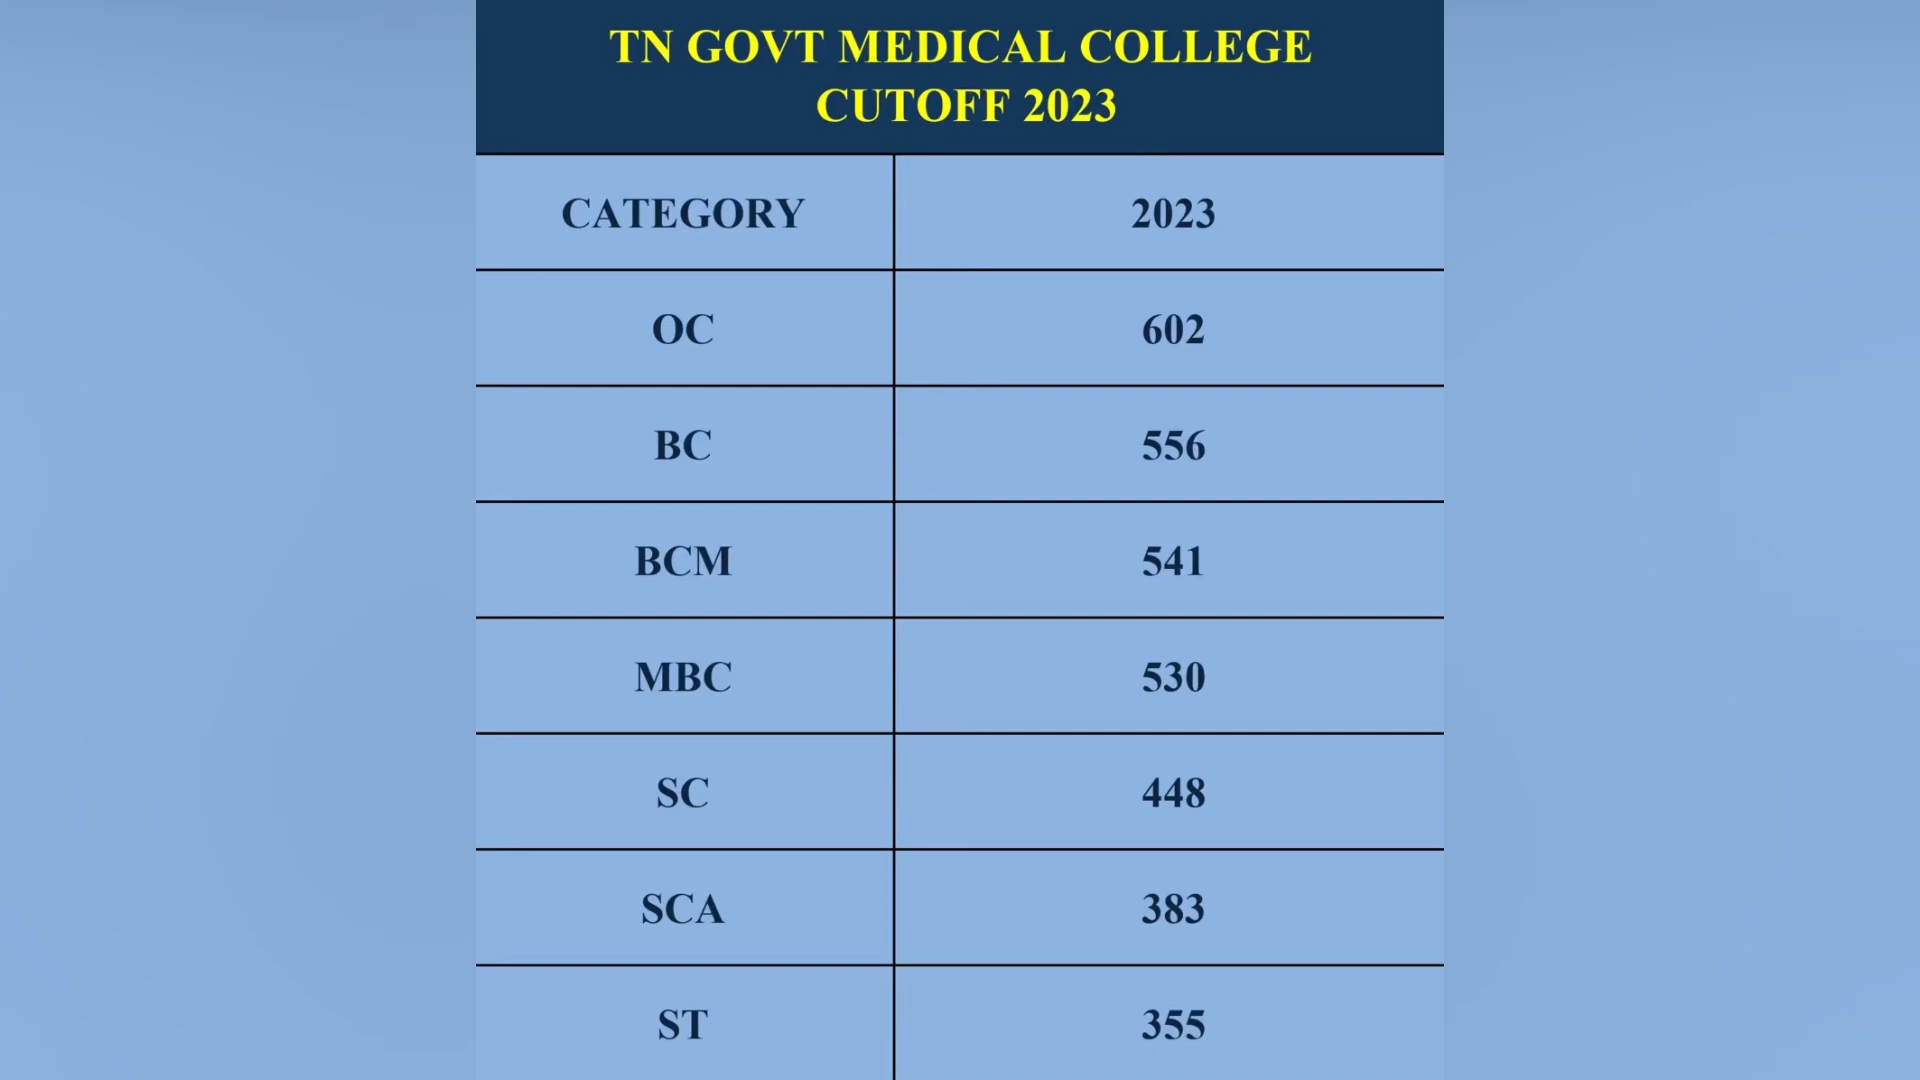 TN GOVT MEDICAL COLLEGE
CUTOFF 2023
CATEGORY 2023
OC 602
BC 556
BCM 541
MBC 530
SC 448
SCA 383
ST 355